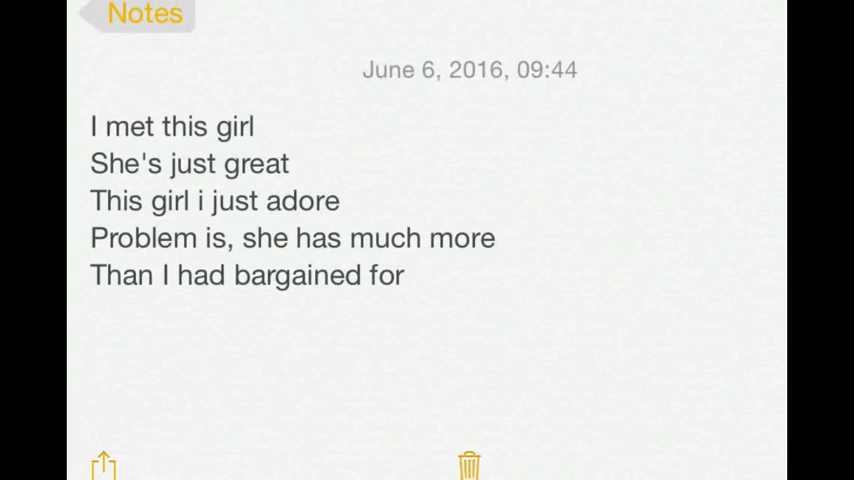 Notes
June 6, 2016, 09:44
I met this girl
She's just great
This girl i just adore
Problem is, she has much more
Than I had bargained for